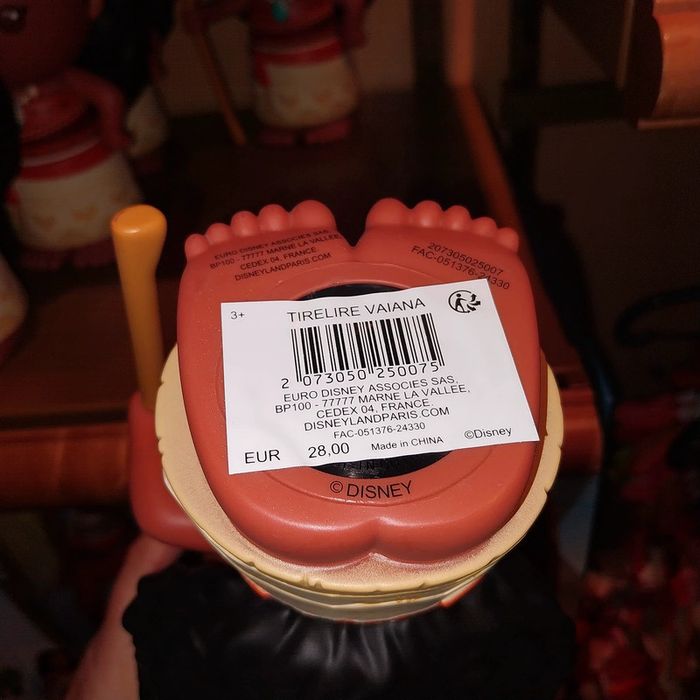 EURO DISNEY ASSOCIES SAS,
BP100 - 77777 MARNE LA VALLEE
CEDEX 04, FRANCE.
DISNEYLANDPARIS.COM
207305025007
FAC-051376-24330
3+
TIRELIRE VAIANA
2 073050 250075
EURO DISNEY ASSOCIES SAS,
BP100 - 77777 MARNE LA VALLEE,
CEDEX 04, FRANCE.
DISNEYLANDPARIS.COM
FAC-051376-24330
EUR 28,00 Made in CHINA ©Disney
© DISNEY